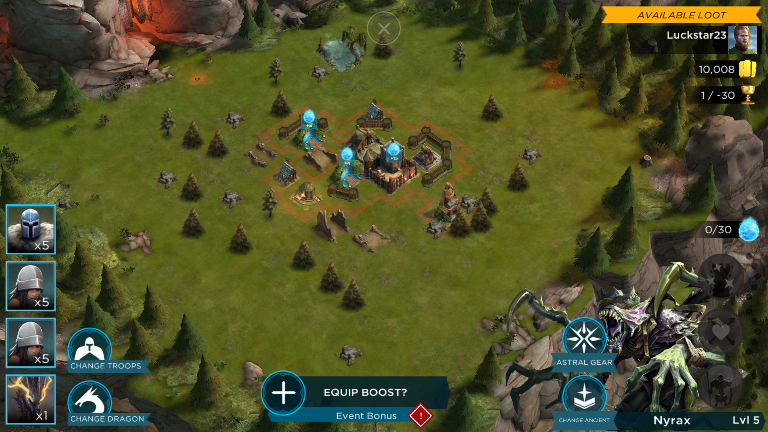 AVAILABLE LOOT
Luckstar23
10,008
1 / -30
0/30
x5
x5
x5
x1
CHANGE TROOPS
CHANGE DRAGON
EQUIP BOOST?
Event Bonus
!
ASTRAL GEAR
CHANGE ANCIENT
Nyrax
Lvl 5